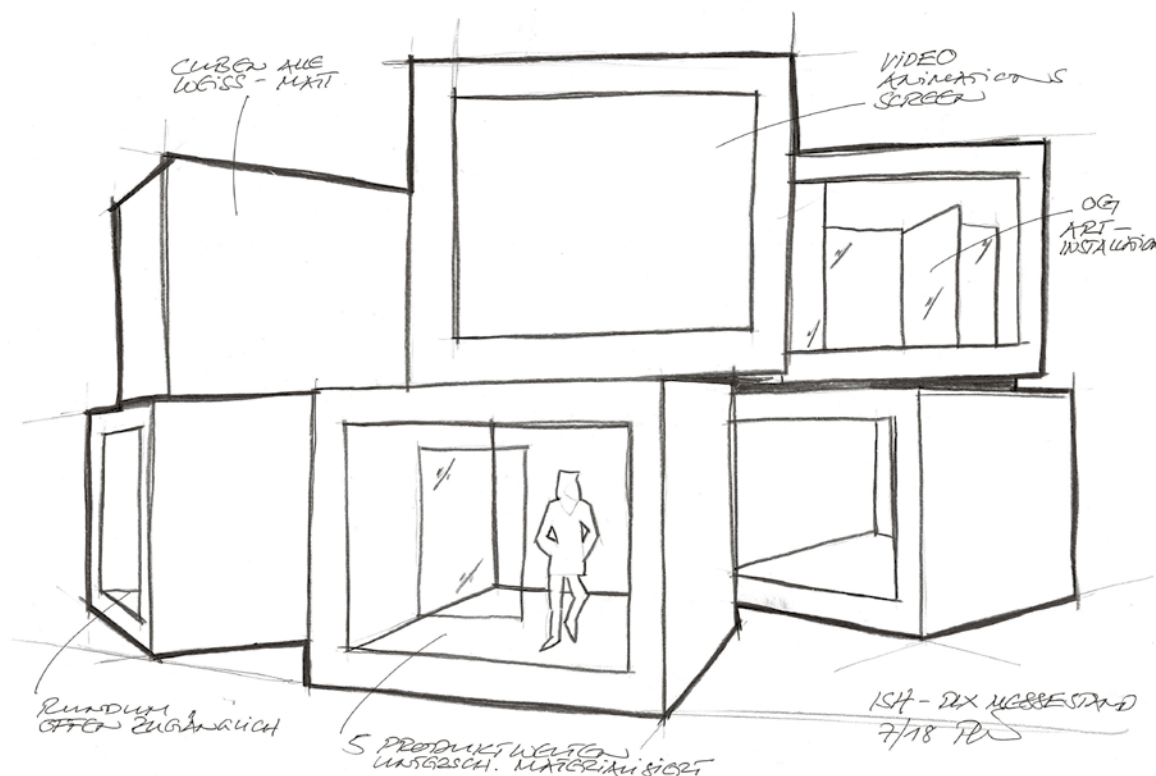 CUBEN ALLE
WEISS - MATT
VIDEO
ANIMATIONS
SCREEN
OG
ART-
INSTALLATION
RUNDUM
OFFEN ZUGÄNGLICH
5 PRODUKTWELTEN
UNTERSCH. MATERIALISIERT
ISH - MESSESTAND
7/18